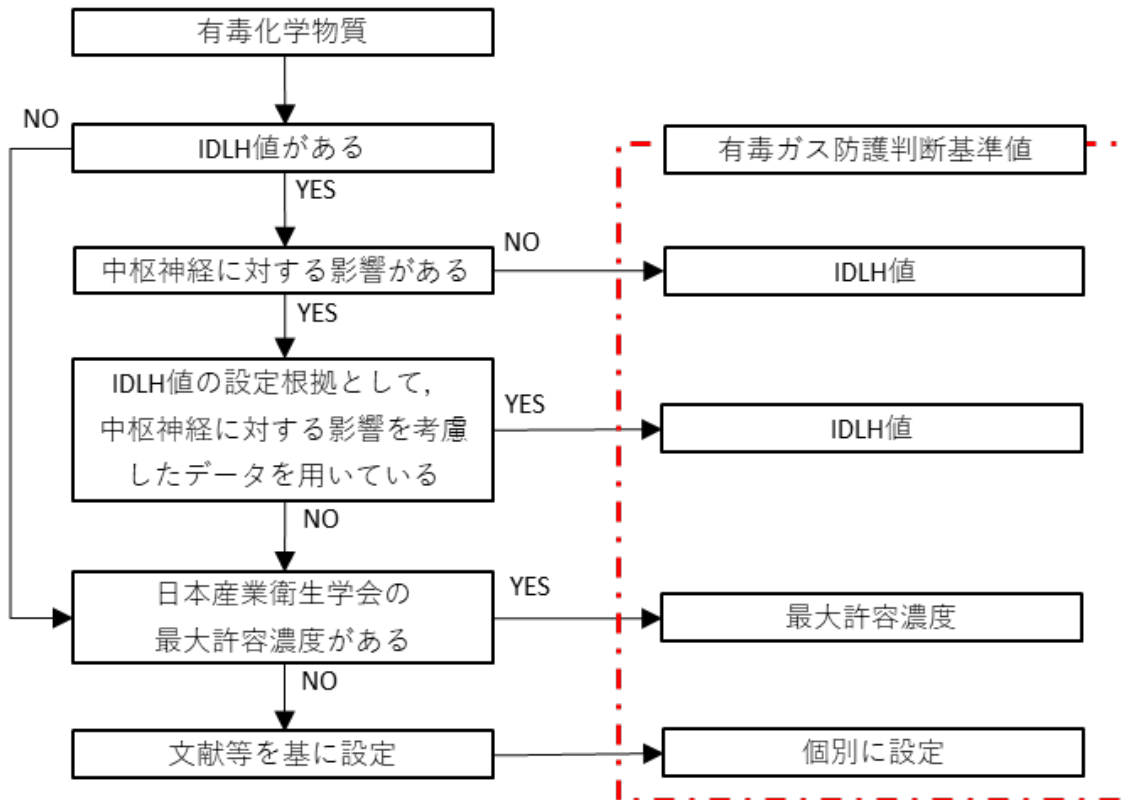 有毒化学物質
NO
IDLH値がある
有毒ガス防護判断基準値
YES
中枢神経に対する影響がある
NO
IDLH値
YES
IDLH値の設定根拠として，
中枢神経に対する影響を考慮
したデータを用いている
YES
IDLH値
NO
日本産業衛生学会の
最大許容濃度がある
YES
最大許容濃度
NO
文献等を基に設定
個別に設定